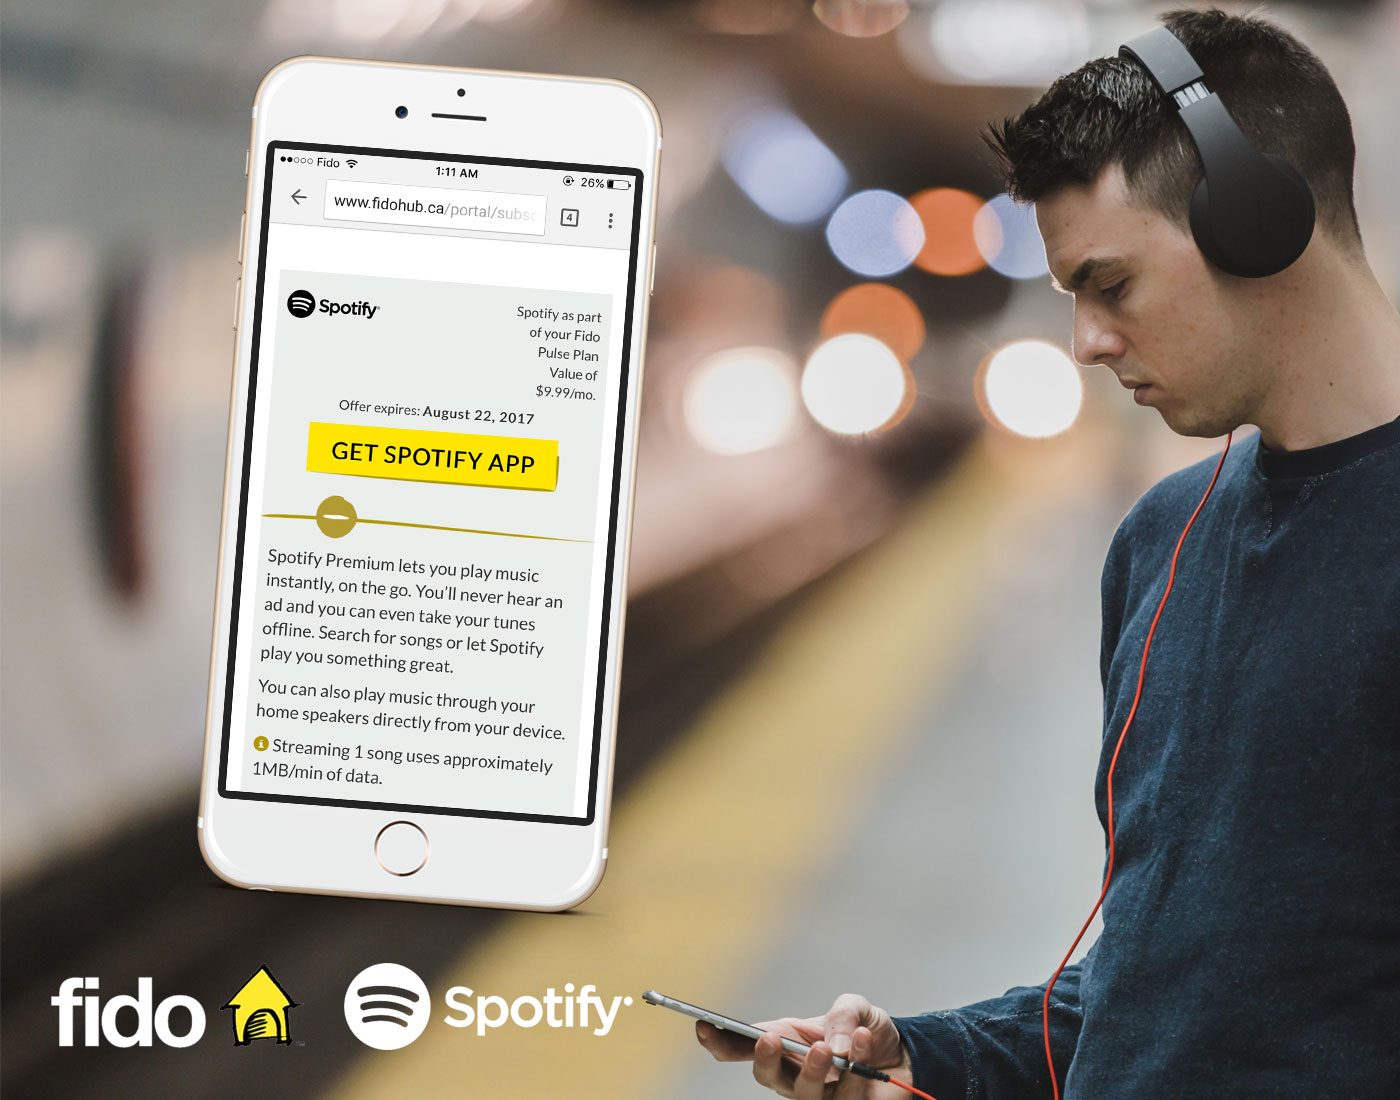 Fido 1:11 AM 26%
www.fidohub.ca/portal/subsc
4
Spotify
Spotify as part
of your Fido
Pulse Plan
Value of
$9.99/mo.
Offer expires: August 22, 2017
GET SPOTIFY APP
Spotify Premium lets you play music
instantly, on the go. You'll never hear an
ad and you can even take your tunes
offline. Search for songs or let Spotify
play you something great.
You can also play music through your
home speakers directly from your device.
i Streaming 1 song uses approximately
1MB/min of data.
fido Spotify